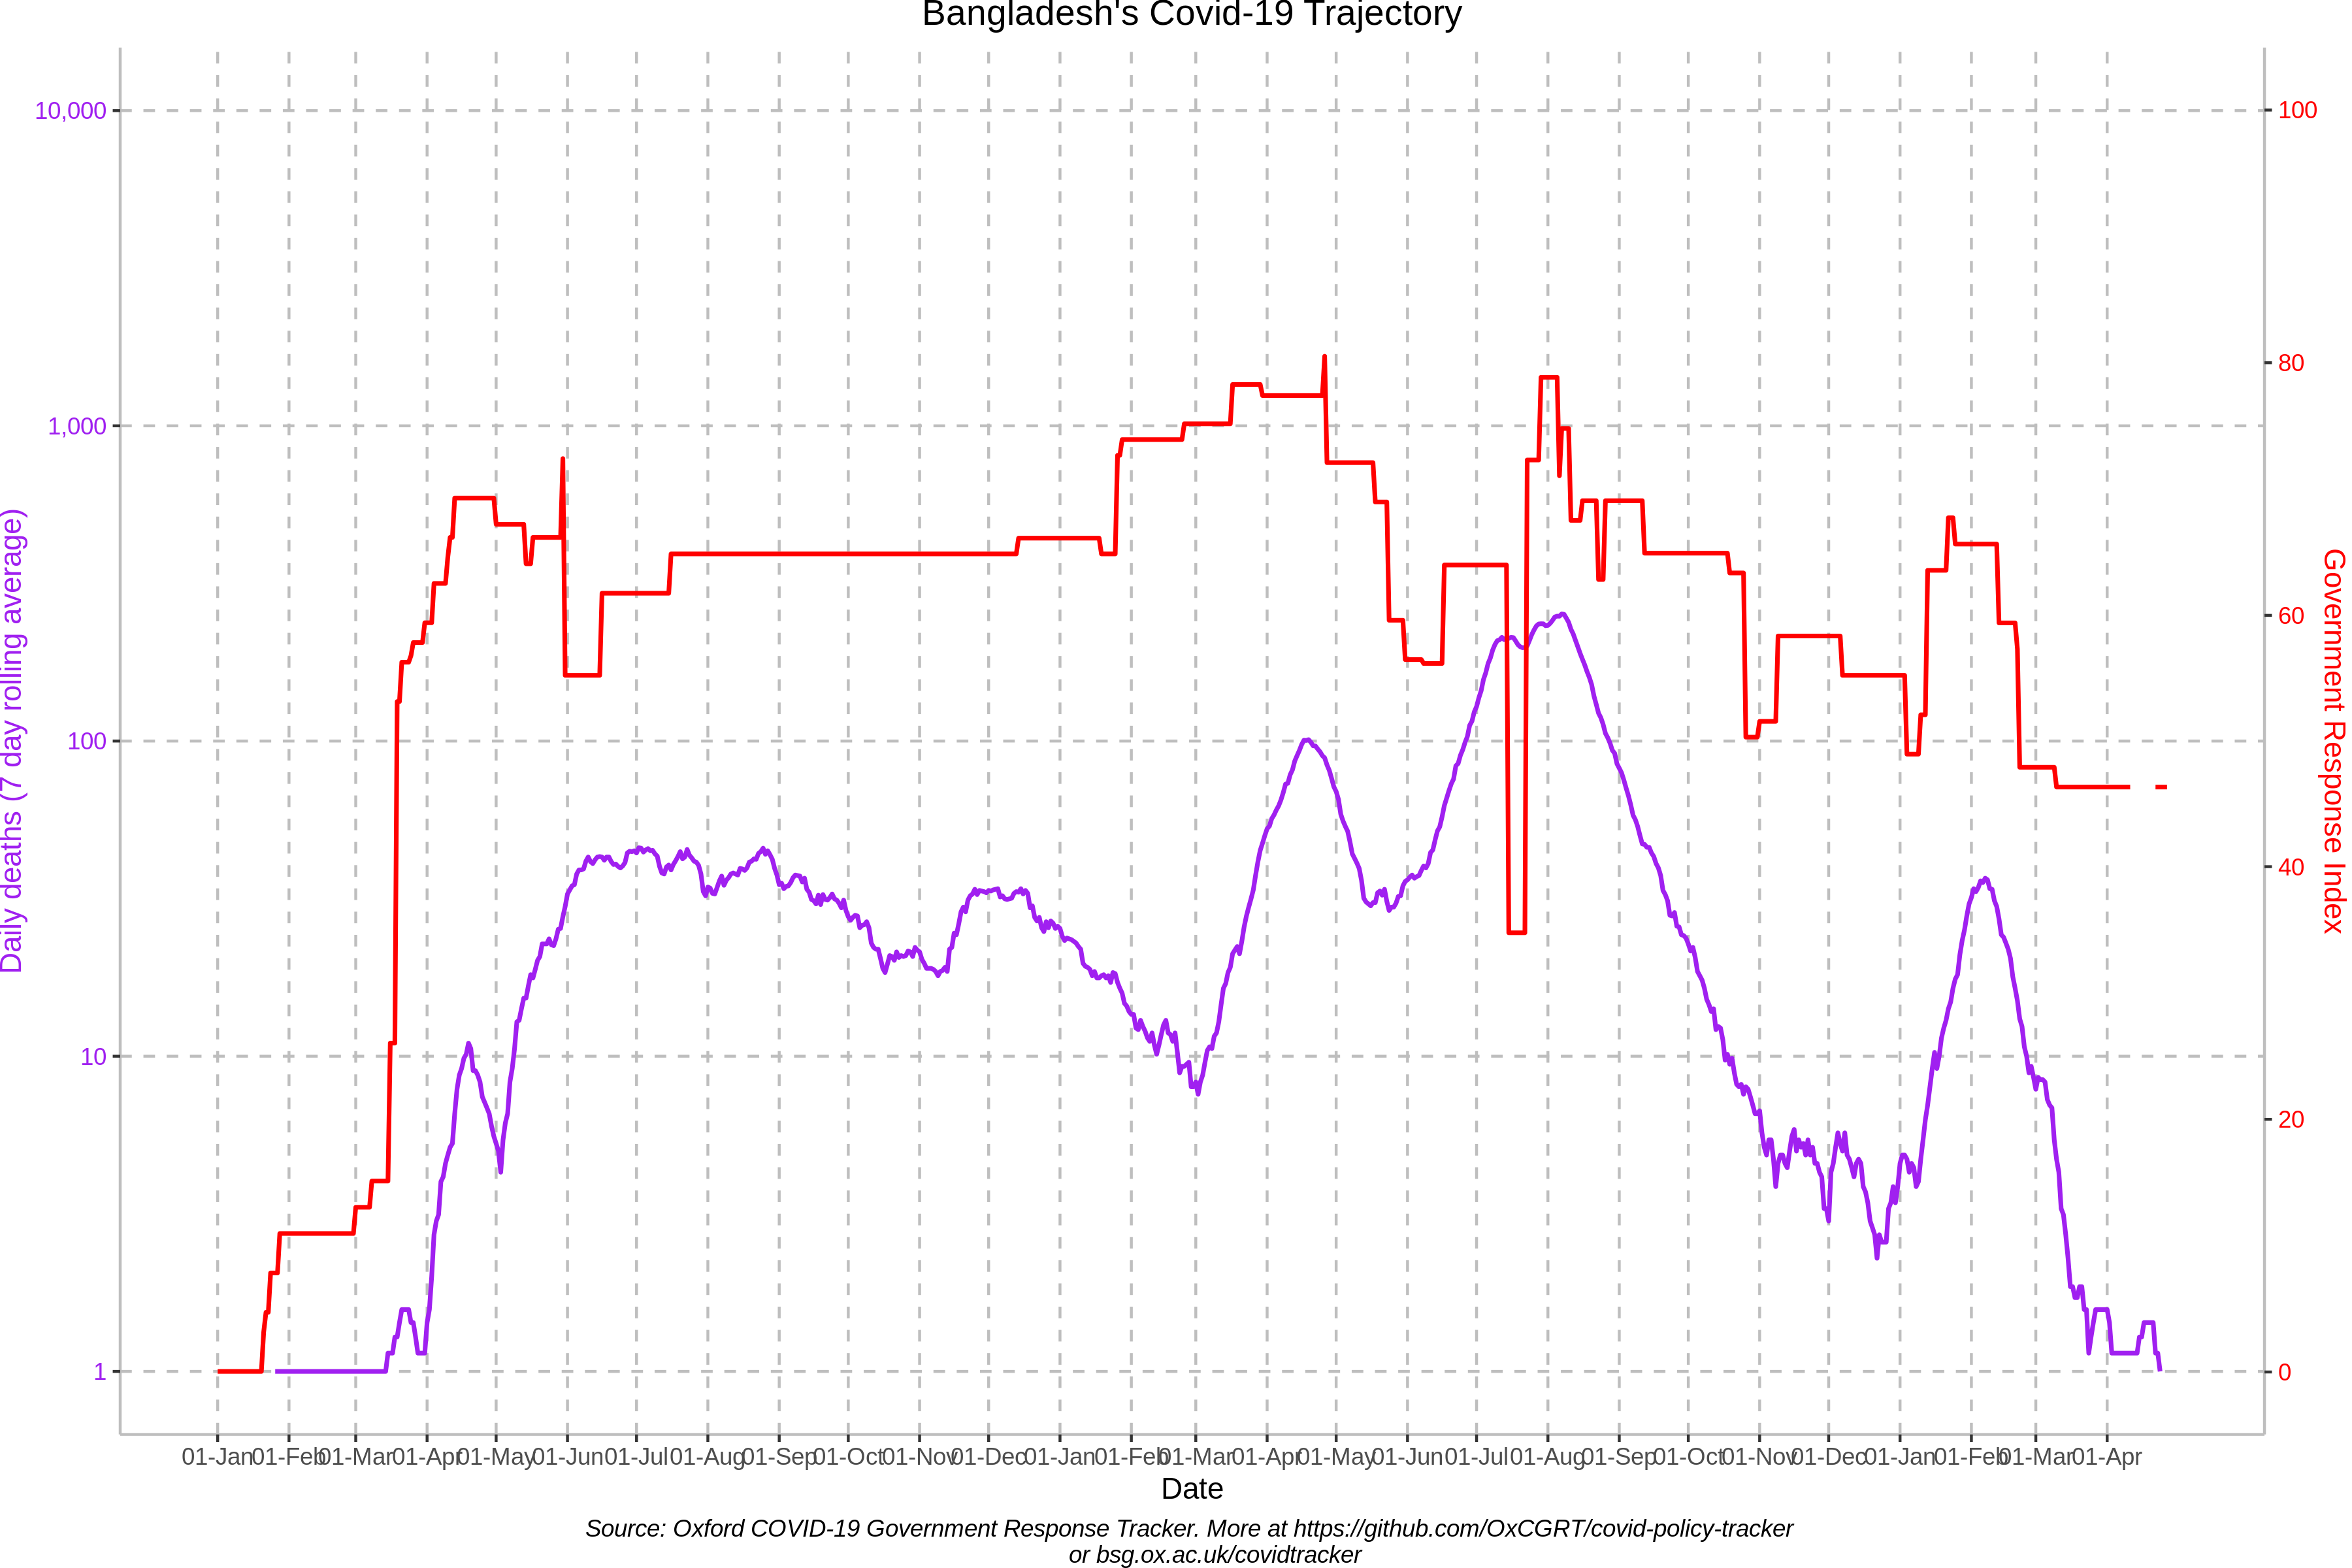 Bangladesh's Covid-19 Trajectory
10,000
1,000
100
10
1
Daily deaths (7 day rolling average)
100
80
60
40
20
0
Government Response Index
01-Jan 01-Feb 01-Mar 01-Apr 01-May 01-Jun 01-Jul 01-Aug 01-Sep 01-Oct 01-Nov 01-Dec 01-Jan 01-Feb 01-Mar 01-Apr 01-May 01-Jun 01-Jul 01-Aug 01-Sep 01-Oct 01-Nov 01-Dec 01-Jan 01-Feb 01-Mar 01-Apr
Date
Source: Oxford COVID-19 Government Response Tracker. More at https://github.com/OxCGRT/covid-policy-tracker
or bsg.ox.ac.uk/covidtracker